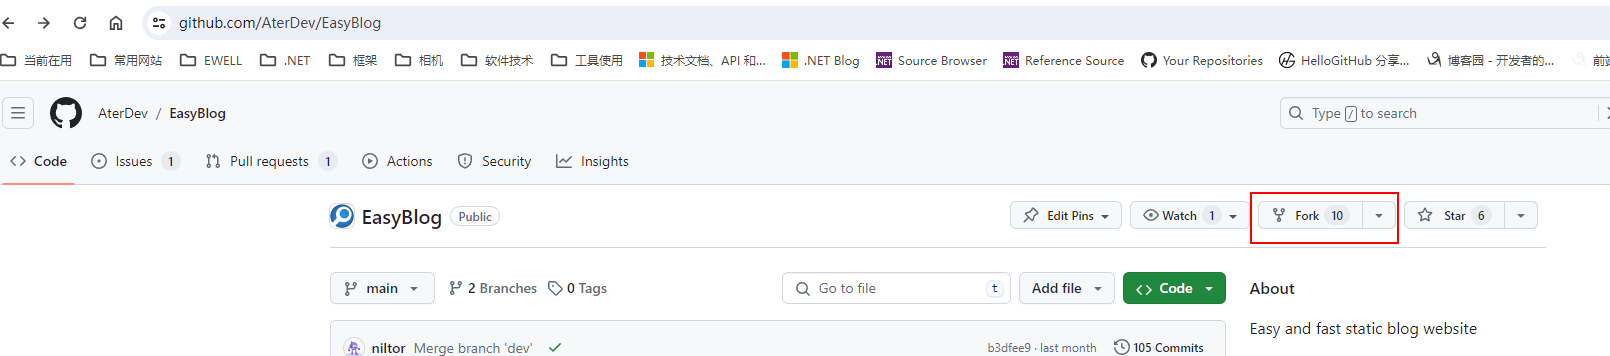 github.com/AterDev/EasyBlog
当前在用 常用网站 EWELL .NET 框架 相机 软件技术 工具使用 技术文档、API 和... .NET Blog Source Browser Reference Source Your Repositories HelloGitHub 分享... 博客园 - 开发者的...
AterDev / EasyBlog Type / to search
Code Issues 1 Pull requests 1 Actions Security Insights
EasyBlog Public Edit Pins Watch 1 Fork 10 Star 6
main 2 Branches 0 Tags Go to file t Add file Code About
Easy and fast static blog website
niltor Merge branch 'dev' b3dfee9 · last month 105 Commits